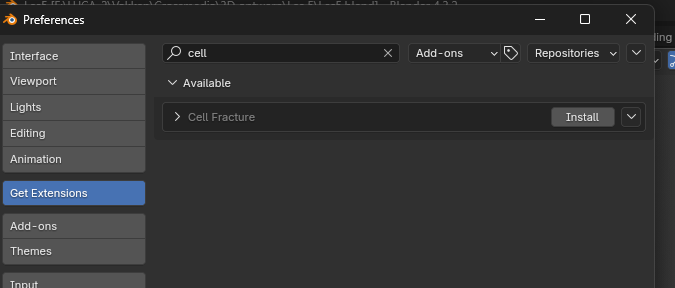 Preferences
Interface
Viewport
Lights
Editing
Animation
Get Extensions
Add-ons
Themes
Input
cell
Add-ons
Repositories
Available
Cell Fracture
Install